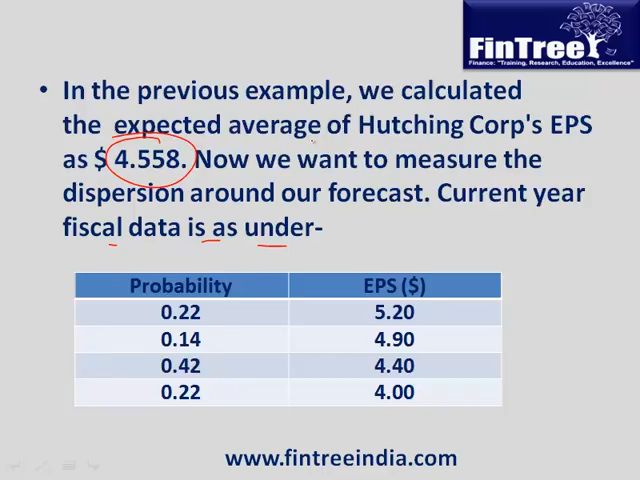 FinTree
Finance: "Training, Research, Education, Excellence"
• In the previous example, we calculated
the expected average of Hutching Corp's EPS
as $ 4.558. Now we want to measure the
dispersion around our forecast. Current year
fiscal data is as under-
Probability EPS ($)
0.22 5.20
0.14 4.90
0.42 4.40
0.22 4.00
www.fintreeindia.com